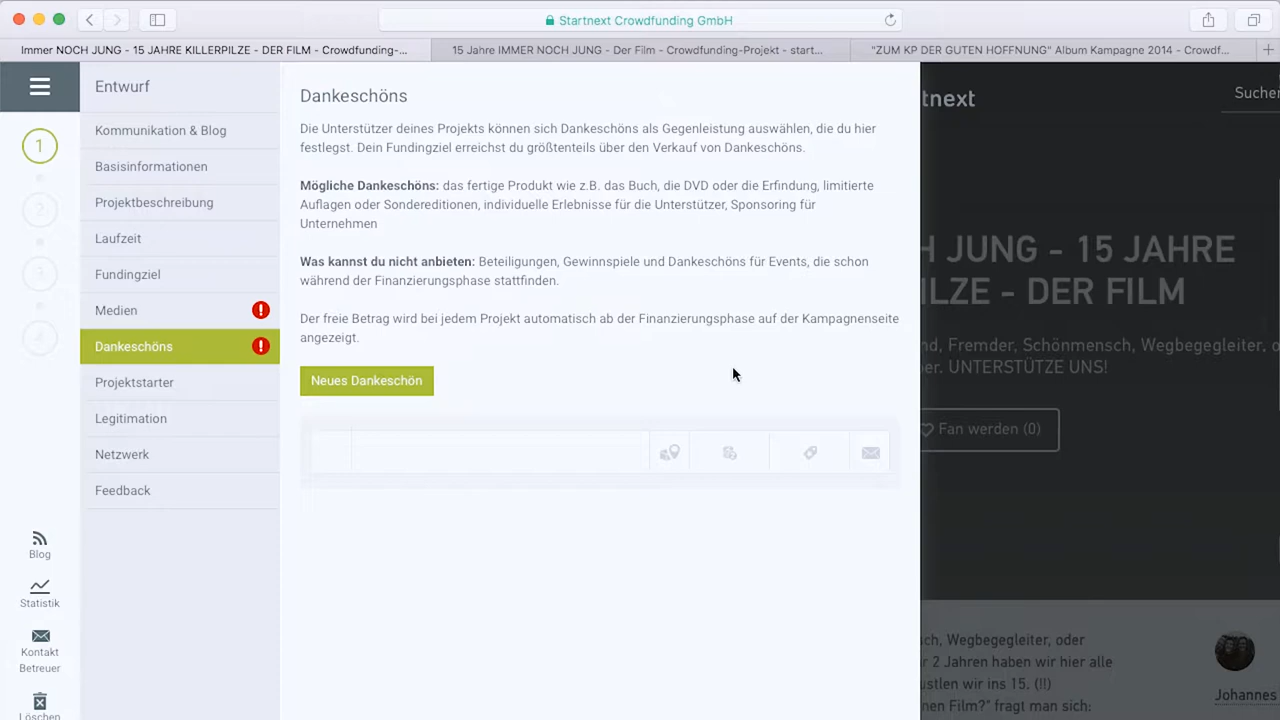 Startnext Crowdfunding GmbH
Immer NOCH JUNG - 15 JAHRE KILLERPILZE - DER FILM - Crowdfunding-...
15 Jahre IMMER NOCH JUNG - Der Film - Crowdfunding-Projekt - start...
"ZUM KP DER GUTEN HOFFNUNG" Album Kampagne 2014 - Crowdf...
Entwurf
1
2
3
4
Kommunikation & Blog
Basisinformationen
Projektbeschreibung
Laufzeit
Fundingziel
Medien
Dankeschöns
Projektstarter
Legitimation
Netzwerk
Feedback
Blog
Statistik
Kontakt
Betreuer
Löschen
Dankeschöns
Die Unterstützer deines Projekts können sich Dankeschöns als Gegenleistung auswählen, die du hier
festlegst. Dein Fundingziel erreichst du größtenteils über den Verkauf von Dankeschöns.
Mögliche Dankeschöns: das fertige Produkt wie z.B. das Buch, die DVD oder die Erfindung, limitierte
Auflagen oder Sondereditionen, individuelle Erlebnisse für die Unterstützer, Sponsoring für
Unternehmen
Was kannst du nicht anbieten: Beteiligungen, Gewinnspiele und Dankeschöns für Events, die schon
während der Finanzierungsphase stattfinden.
Der freie Betrag wird bei jedem Projekt automatisch ab der Finanzierungsphase auf der Kampagnenseite
angezeigt.
Neues Dankeschön
tnext
Sucher
H JUNG - 15 JAHRE
ILZE - DER FILM
nd, Fremder, Schönmensch, Wegbegegleiter, o
er. UNTERSTÜTZE UNS!
Fan werden (0)
sch, Wegbegegleiter, oder
r 2 Jahren haben wir hier alle
ustlen wir ins 15. (!!)
nen Film?" fragt man sich:
Johannes